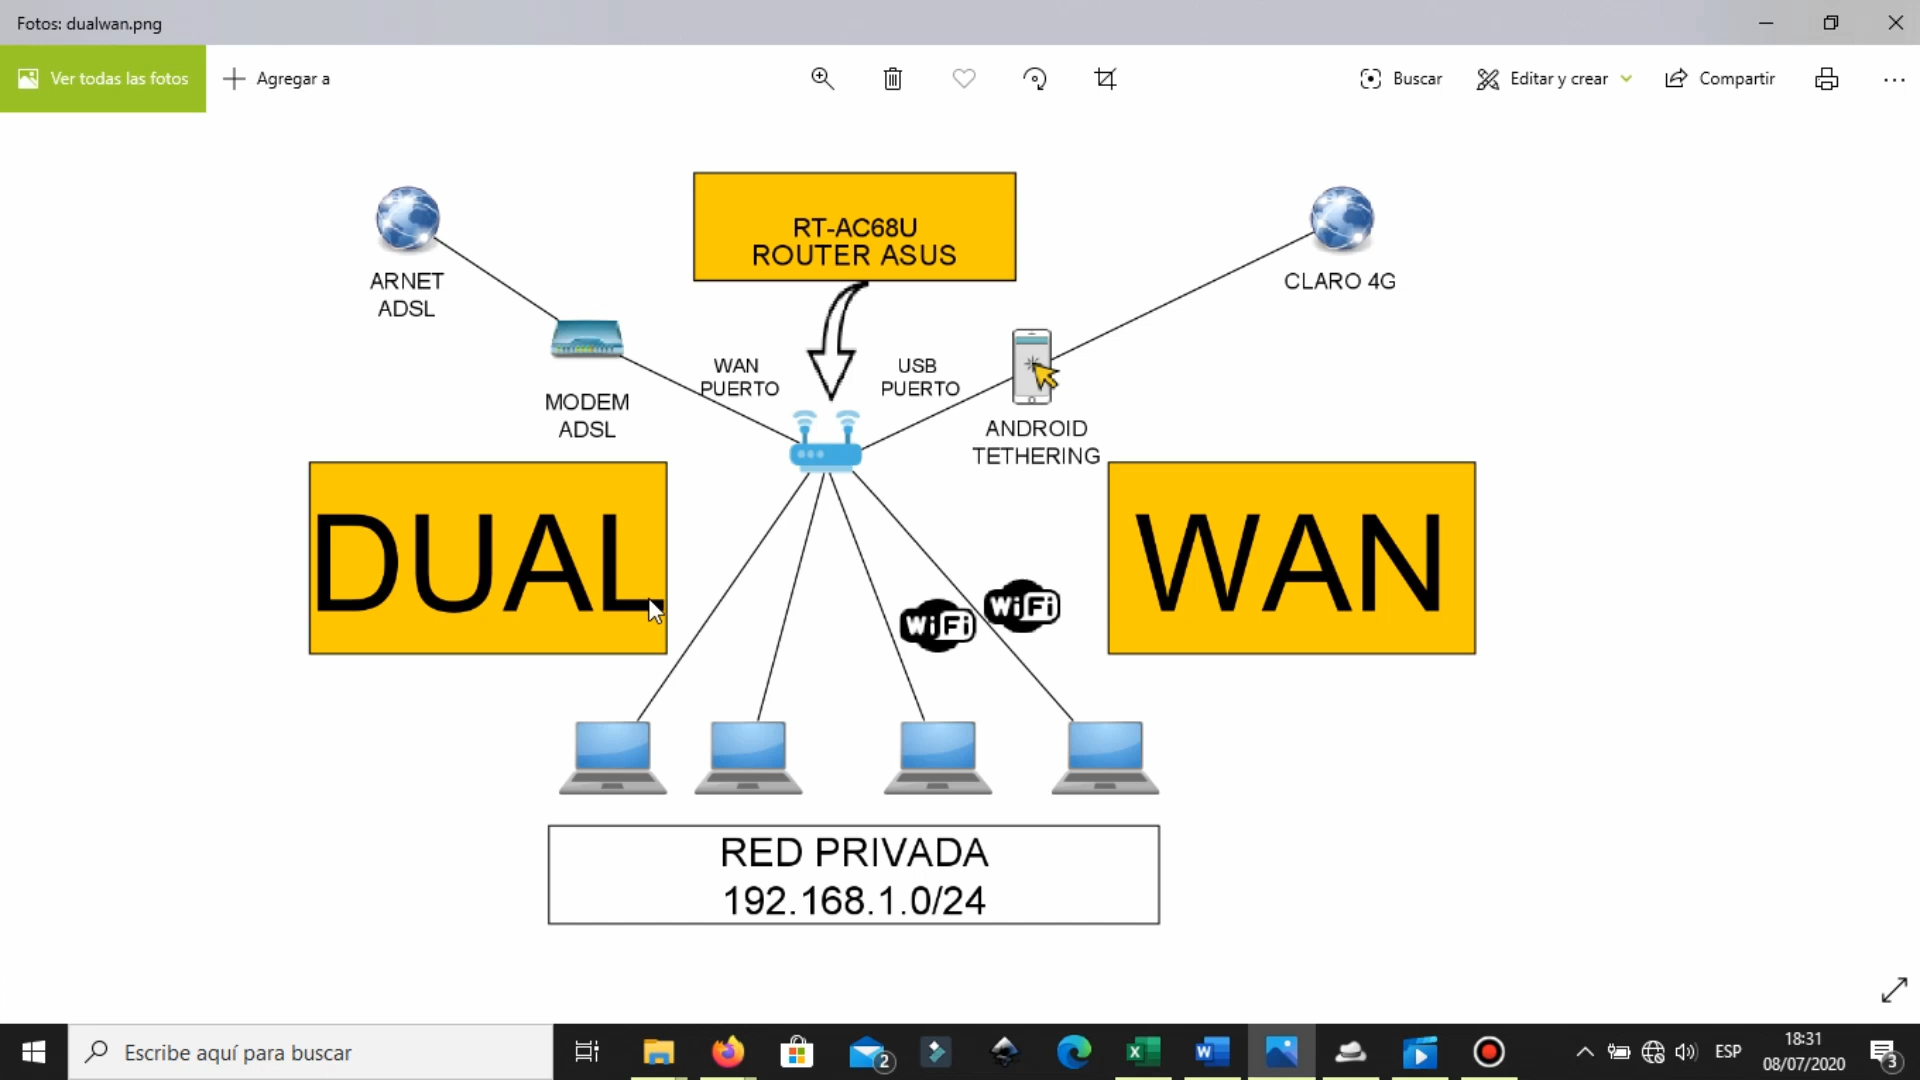 Fotos: dualwan.png
Ver todas las fotos
Agregar a
Buscar
Editar y crear
Compartir
RT-AC68U
ROUTER ASUS
ARNET
ADSL
CLARO 4G
WAN
PUERTO
USB
PUERTO
MODEM
ADSL
ANDROID
TETHERING
DUAL
WAN
WiFi
WiFi
RED PRIVADA
192.168.1.0/24
Escribe aquí para buscar
2
ESP
18:31
08/07/2020
3